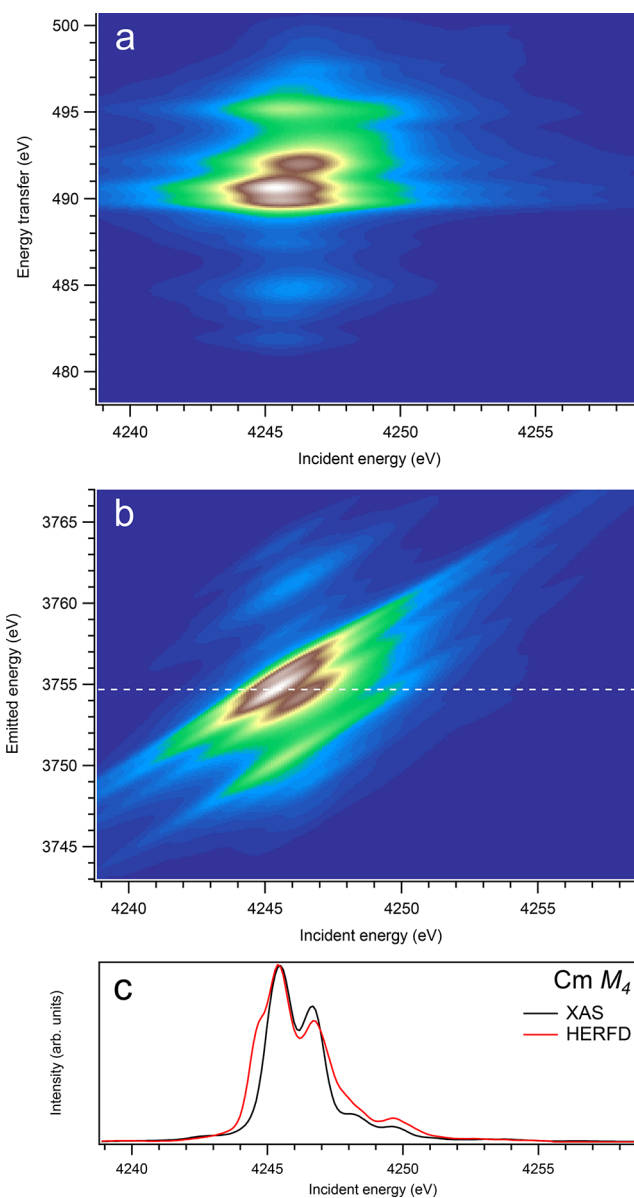 a
500
495
490
485
480
Energy transfer (eV)
4240
4245
4250
4255
Incident energy (eV)
b
3765
3760
3755
3750
3745
Emitted energy (eV)
4240
4245
4250
4255
Incident energy (eV)
c
Cm M4
XAS
HERFD
Intensity (arb. units)
4240
4245
4250
4255
Incident energy (eV)